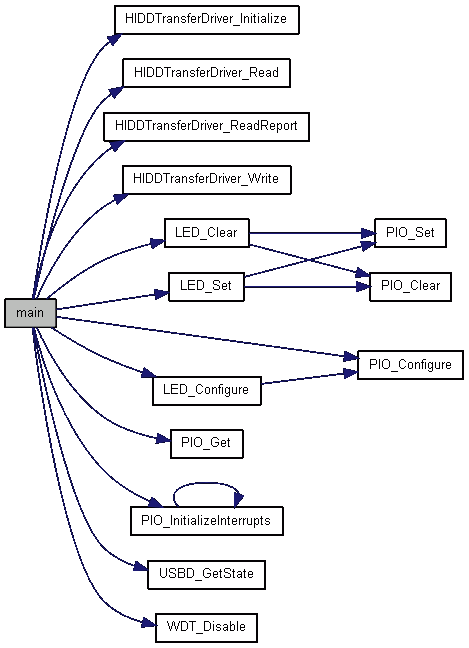 HIDDTransferDriver_Initialize
HIDDTransferDriver_Read
HIDDTransferDriver_ReadReport
HIDDTransferDriver_Write
LED_Clear
PIO_Set
LED_Set
PIO_Clear
main
PIO_Configure
LED_Configure
PIO_Get
PIO_InitializeInterrupts
USBD_GetState
WDT_Disable